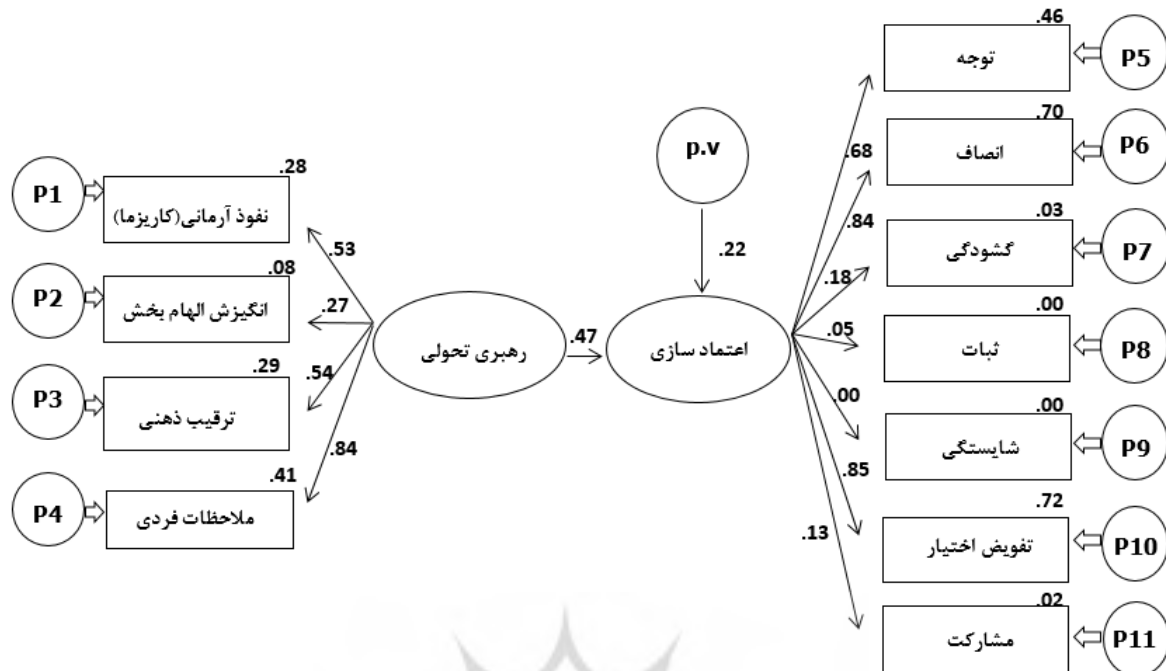 .46
توجه
P5
.70
انصاف
P6
p.v
.68
.28
P1
نفوذ آرمانی(کاریزما)
.84
.03
گشودگی
P7
.53
.22
.18
.08
P2
انگیزش الهام بخش
.27
.00
ثبات
P8
.05
رهبری تحولی
.47
اعتماد سازی
.29
P3
ترقیب ذهنی
.54
.00
.00
شایستگی
P9
.84
.85
.41
P4
ملاحظات فردی
.72
تفویض اختیار
P10
.13
.02
مشارکت
P11